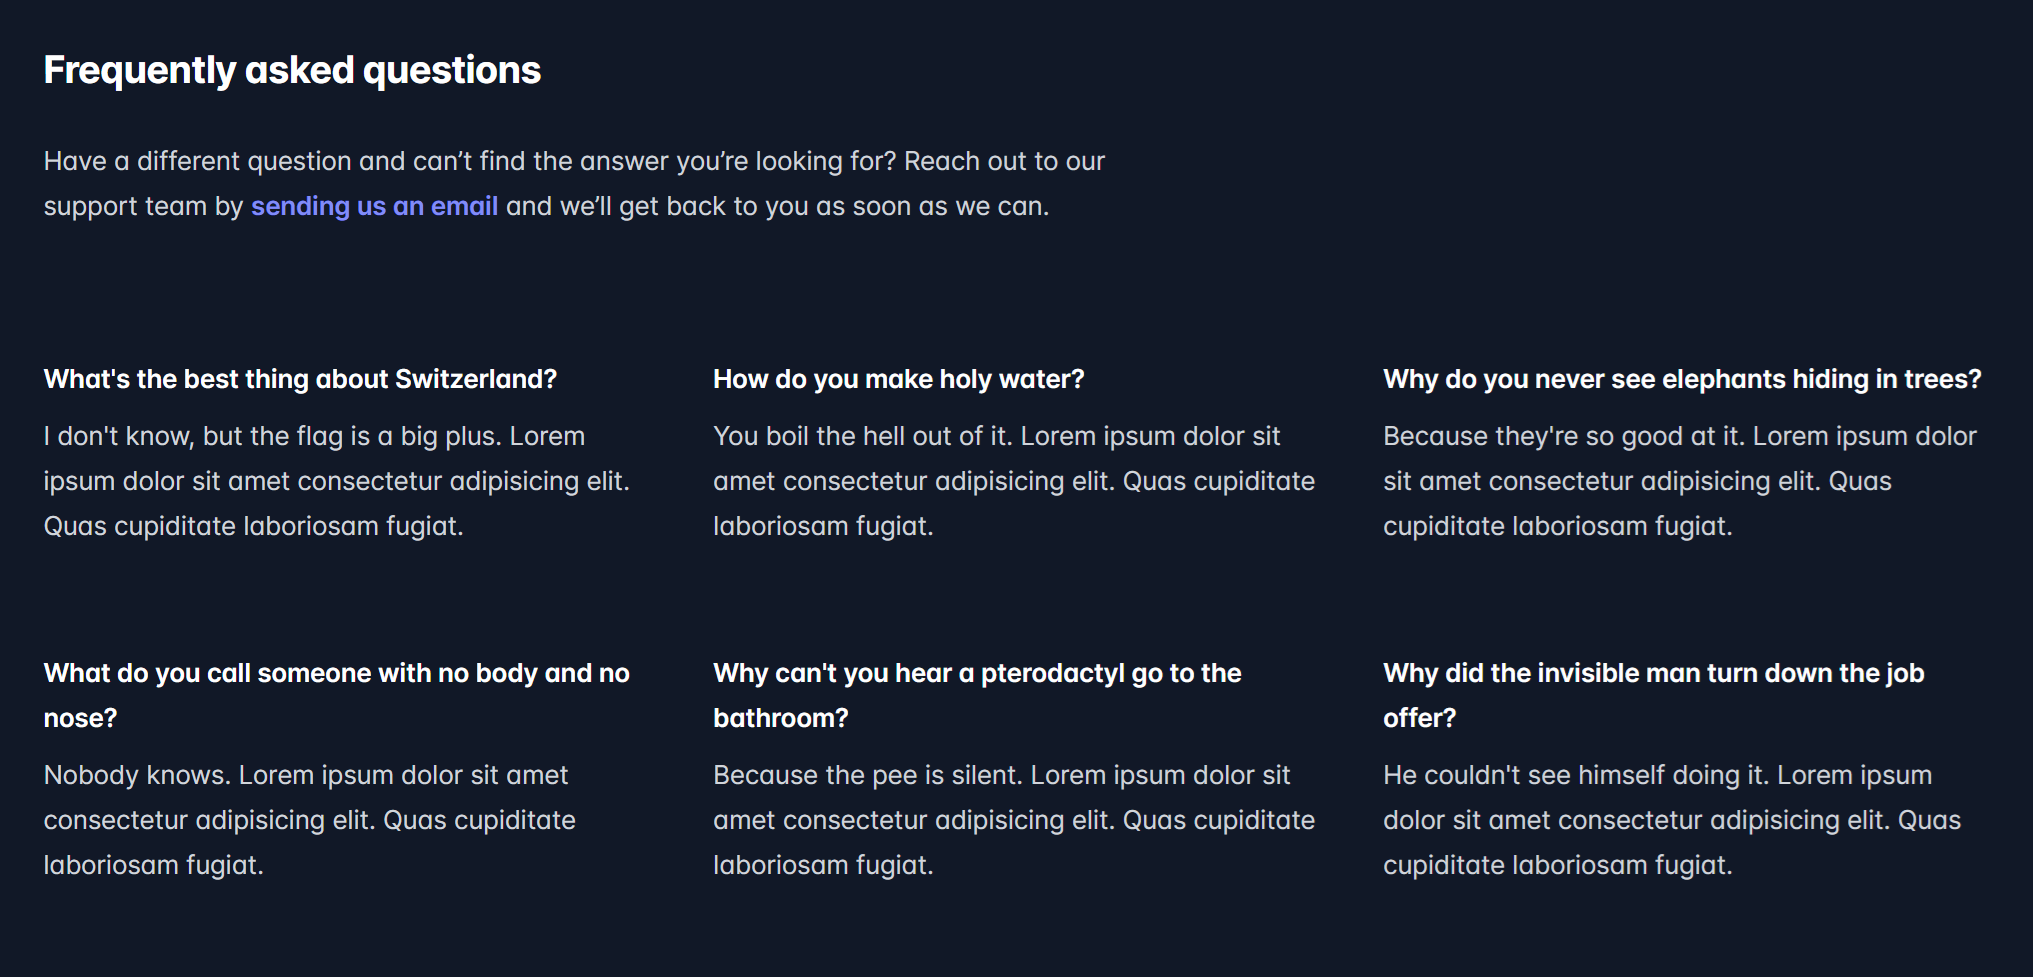 Frequently asked questions
Have a different question and can’t find the answer you’re looking for? Reach out to our
support team by sending us an email and we’ll get back to you as soon as we can.
What's the best thing about Switzerland?
I don't know, but the flag is a big plus. Lorem
ipsum dolor sit amet consectetur adipisicing elit.
Quas cupiditate laboriosam fugiat.
How do you make holy water?
You boil the hell out of it. Lorem ipsum dolor sit
amet consectetur adipisicing elit. Quas cupiditate
laboriosam fugiat.
Why do you never see elephants hiding in trees?
Because they're so good at it. Lorem ipsum dolor
sit amet consectetur adipisicing elit. Quas
cupiditate laboriosam fugiat.
What do you call someone with no body and no
nose?
Nobody knows. Lorem ipsum dolor sit amet
consectetur adipisicing elit. Quas cupiditate
laboriosam fugiat.
Why can't you hear a pterodactyl go to the
bathroom?
Because the pee is silent. Lorem ipsum dolor sit
amet consectetur adipisicing elit. Quas cupiditate
laboriosam fugiat.
Why did the invisible man turn down the job
offer?
He couldn't see himself doing it. Lorem ipsum
dolor sit amet consectetur adipisicing elit. Quas
cupiditate laboriosam fugiat.